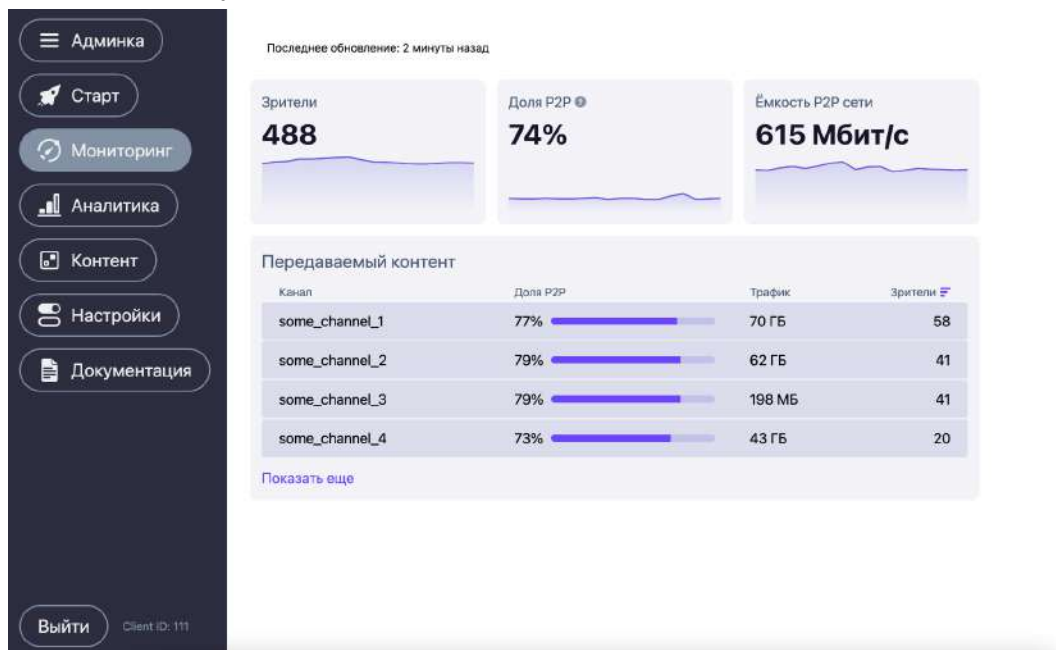 Админка
Старт
Мониторинг
Аналитика
Контент
Настройки
Документация
Выйти
Client ID: 111
Последнее обновление: 2 минуты назад
Зрители
488
Доля P2P
74%
Ёмкость P2P сети
615 Мбит/с
Передаваемый контент
Канал Доля P2P Трафик Зрители
some_channel_1 77% 70 ГБ 58
some_channel_2 79% 62 ГБ 41
some_channel_3 79% 198 МБ 41
some_channel_4 73% 43 ГБ 20
Показать еще